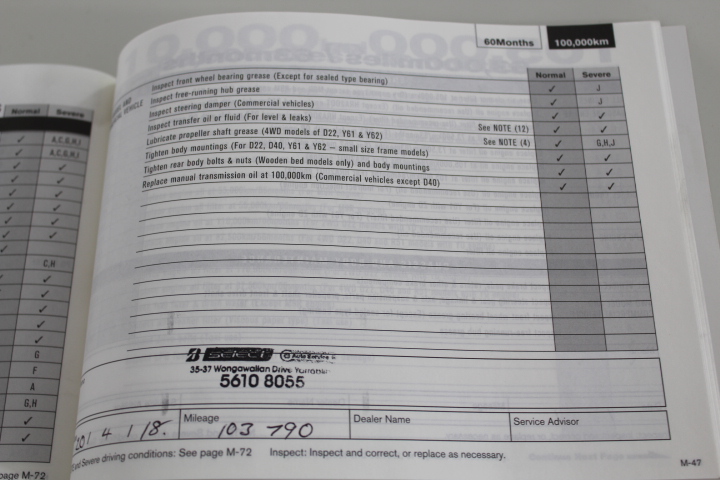 60Months 100,000km
Normal Severe
Inspect front wheel bearing grease (Except for sealed type bearing) ✓ J
Inspect free-running hub grease ✓ J
Inspect steering damper (Commercial vehicles) ✓ ✓
Inspect transfer oil or fluid (For level & leaks) See NOTE (12) ✓ ✓
Lubricate propeller shaft grease (4WD models of D22, Y61 & Y62) See NOTE (4) ✓ G,H,J
Tighten body mountings (For D22, D40, Y61 & Y62 – small size frame models) ✓ ✓
Tighten rear body bolts & nuts (Wooden bed models only) and body mountings ✓ ✓
Replace manual transmission oil at 100,000km (Commercial vehicles except D40) ✓ ✓
Auto Service
35-37 Wongawallan Drive
5610 8055
Mileage Dealer Name Service Advisor
201 4 1 /8. 103 790
and Severe driving conditions: See page M-72 Inspect: Inspect and correct, or replace as necessary.
M-47
Normal Severe
✓ A,C,G,H,J
✓ A,C,G,H,J
✓ ✓
✓ ✓
✓ ✓
✓ ✓
✓ ✓
✓
C,H
✓ ✓
✓ ✓
✓ ✓
✓ ✓
G
F
A
G,H
✓
✓
page M-72